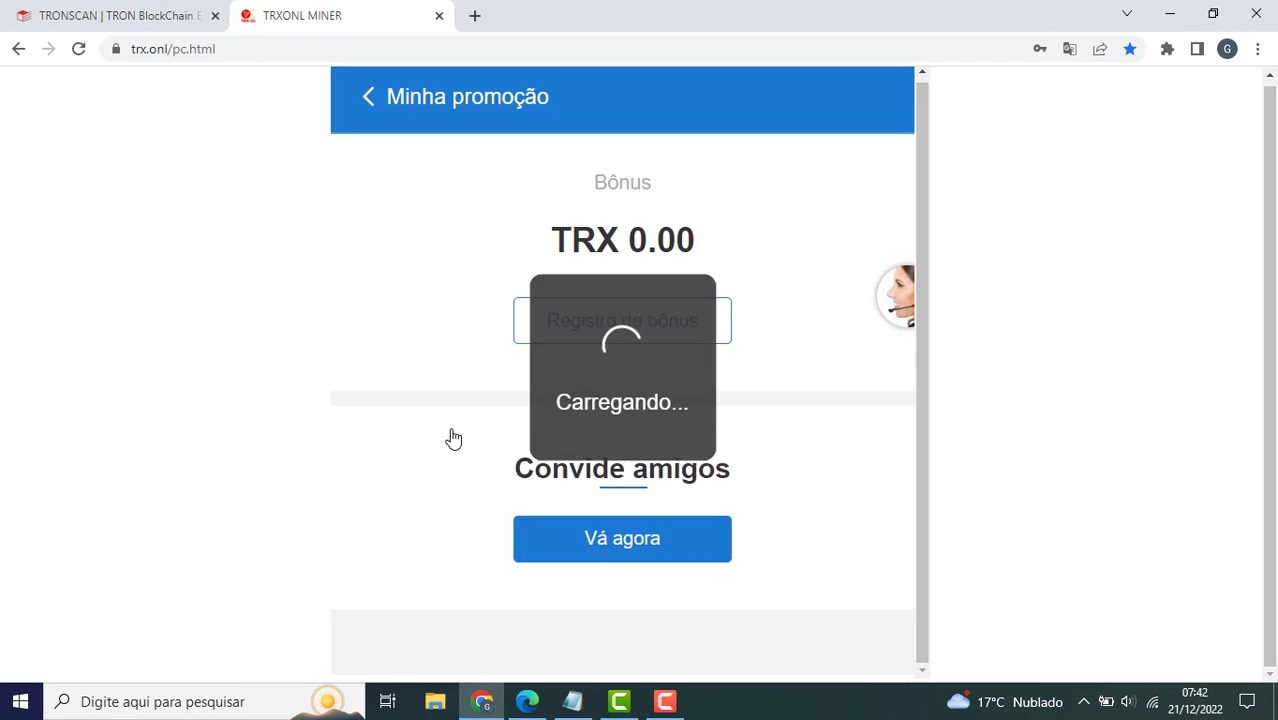 TRONSCAN | TRON BlockChain E
TRXONL MINER
trx.onl/pc.html
G
Minha promoção
Bônus
TRX 0.00
Registro de bônus
Carregando...
Convide amigos
Vá agora
Digite aqui para pesquisar
17°C Nublado
07:42
21/12/2022